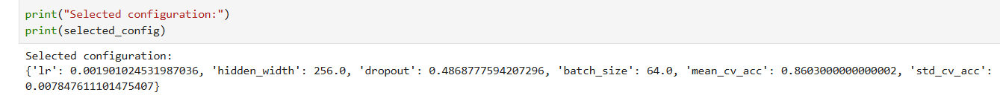 print("Selected configuration:")
print(selected_config)
Selected configuration:
{'lr': 0.001901024531987036, 'hidden_width': 256.0, 'dropout': 0.4868777594207296, 'batch_size': 64.0, 'mean_cv_acc': 0.8603000000000002, 'std_cv_acc':
0.007847611101475407}